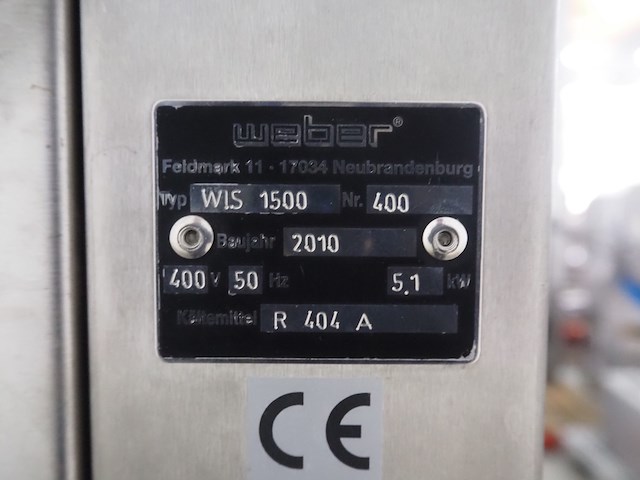 weber®
Feldmark 11 - 17034 Neubrandenburg
Typ WIS 1500 Nr. 400
Baujahr 2010
400 V 50 Hz 5,1 kW
Kältemittel R 404 A
CE